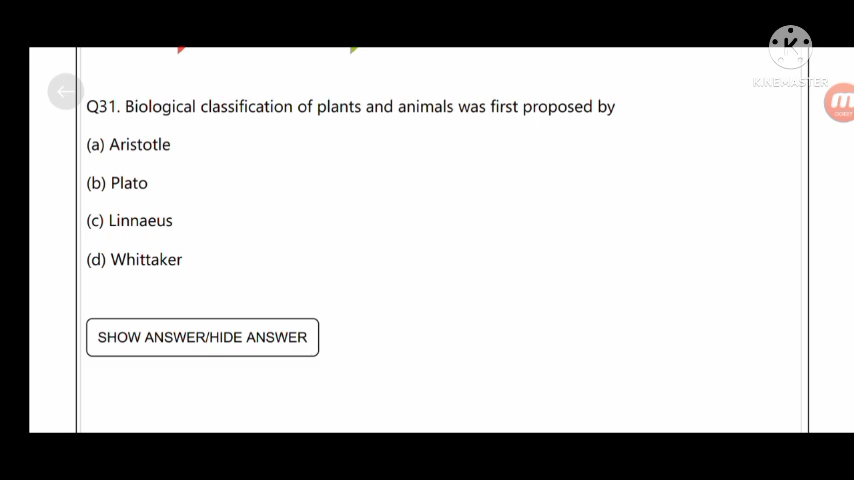 KINEMASTER
Q31. Biological classification of plants and animals was first proposed by
(a) Aristotle
(b) Plato
(c) Linnaeus
(d) Whittaker
SHOW ANSWER/HIDE ANSWER